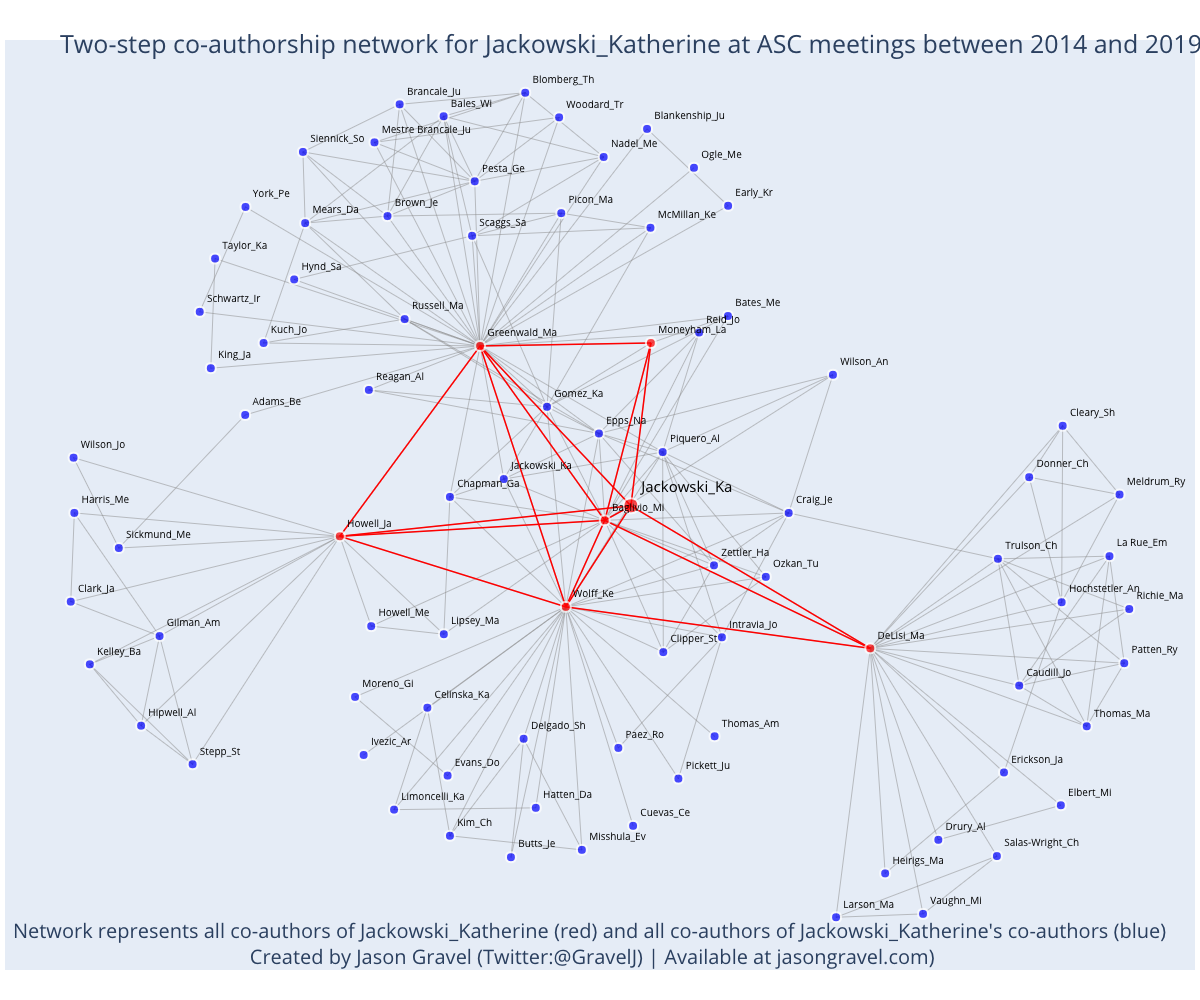 Two-step co-authorship network for Jackowski_Katherine at ASC meetings between 2014 and 2019
Blomberg_Th
Brancale_Ju
Bales_Wi
Woodard_Tr
Blankenship_Ju
Mestre Brancale_Ju
Siennick_So
Nadel_Me
Ogle_Me
Pesta_Ge
York_Pe
Early_Kr
Picon_Ma
Brown_Je
Mears_Da
McMillan_Ke
Scaggs_Sa
Taylor_Ka
Hynd_Sa
Schwartz_Ir
Bates_Me
Russell_Ma
Reid_Jo
Kuch_Jo
Greenwald_Ma
Moneyham_La
King_Ja
Wilson_An
Reagan_Al
Gomez_Ka
Adams_Be
Cleary_Sh
Epps_Na
Piquero_Al
Wilson_Jo
Donner_Ch
Jackowski_Ka
Meldrum_Ry
Chapman_Ga
Jackowski_Ka
Harris_Me
Craig_Je
Baglivio_Mi
Howell_Ja
Sickmund_Me
La Rue_Em
Trulson_Ch
Zettler_Ha
Ozkan_Tu
Clark_Ja
Hochstetler_An
Wolff_Ke
Richie_Ma
Howell_Me
Lipsey_Ma
Gilman_Am
Intravia_Jo
DeLisi_Ma
Clipper_St
Kelley_Ba
Patten_Ry
Caudill_Jo
Moreno_Gi
Celinska_Ka
Hipwell_Al
Thomas_Ma
Delgado_Sh
Thomas_Am
Paez_Ro
Ivezic_Ar
Stepp_St
Erickson_Ja
Evans_Do
Pickett_Ju
Elbert_Mi
Limoncelli_Ka
Hatten_Da
Cuevas_Ce
Kim_Ch
Drury_Al
Misshula_Ev
Butts_Je
Salas-Wright_Ch
Heirigs_Ma
Larson_Ma
Vaughn_Mi
Network represents all co-authors of Jackowski_Katherine (red) and all co-authors of Jackowski_Katherine's co-authors (blue)
Created by Jason Gravel (Twitter:@GravelJ) | Available at jasongravel.com)